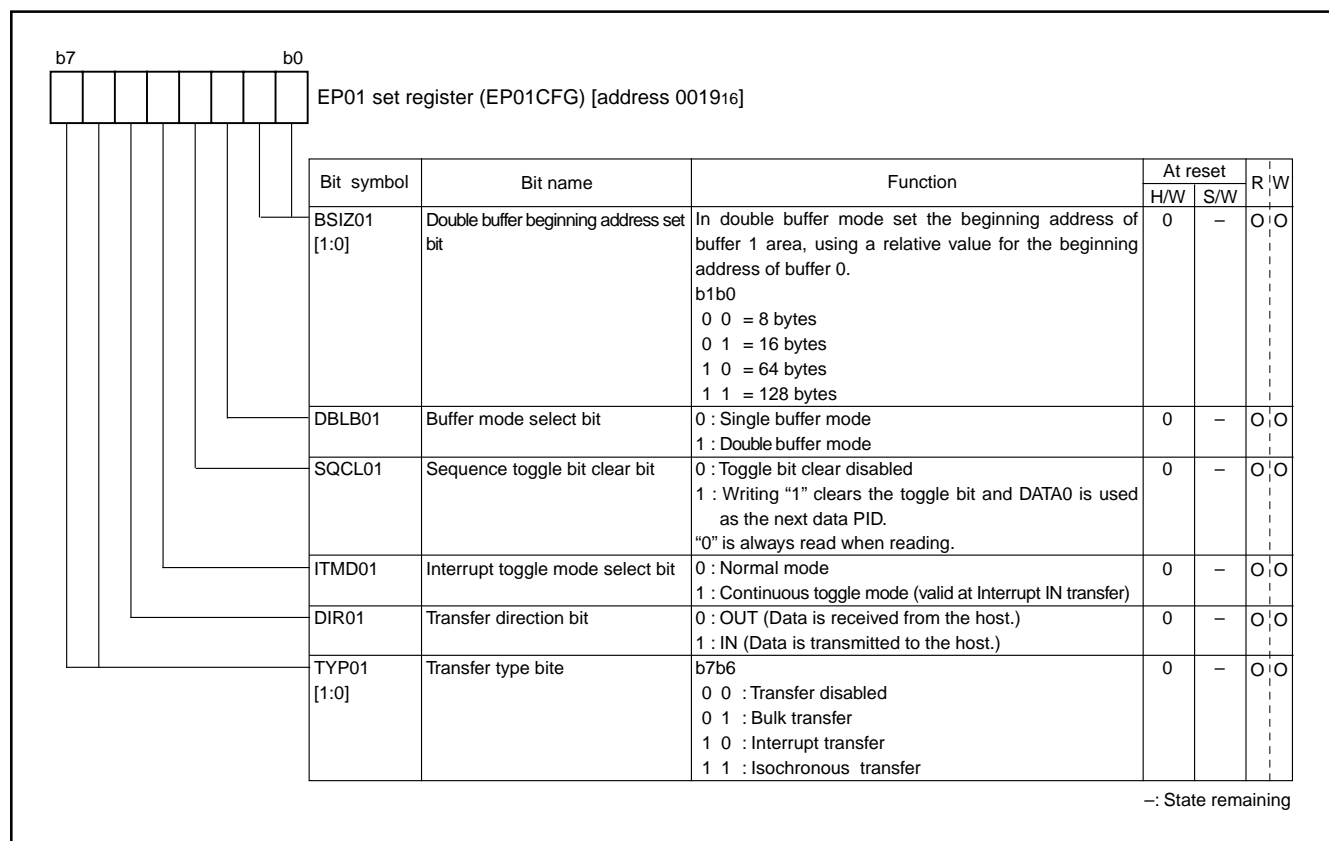 b7 b0
EP01 set register (EP01CFG) [address 001916]
Bit symbol Bit name Function At reset R W
H/W S/W
BSIZ01 Double buffer beginning address set In double buffer mode set the beginning address of 0 – O O
[1:0] bit buffer 1 area, using a relative value for the beginning
address of buffer 0.
b1b0
0 0 = 8 bytes
0 1 = 16 bytes
1 0 = 64 bytes
1 1 = 128 bytes
DBLB01 Buffer mode select bit 0 : Single buffer mode 0 – O O
1 : Double buffer mode
SQCL01 Sequence toggle bit clear bit 0 : Toggle bit clear disabled 0 – O O
1 : Writing “1” clears the toggle bit and DATA0 is used
as the next data PID.
“0” is always read when reading.
ITMD01 Interrupt toggle mode select bit 0 : Normal mode 0 – O O
1 : Continuous toggle mode (valid at Interrupt IN transfer)
DIR01 Transfer direction bit 0 : OUT (Data is received from the host.) 0 – O O
1 : IN (Data is transmitted to the host.)
TYP01 Transfer type bite b7b6 0 – O O
[1:0] 0 0 : Transfer disabled
0 1 : Bulk transfer
1 0 : Interrupt transfer
1 1 : Isochronous transfer
–: State remaining